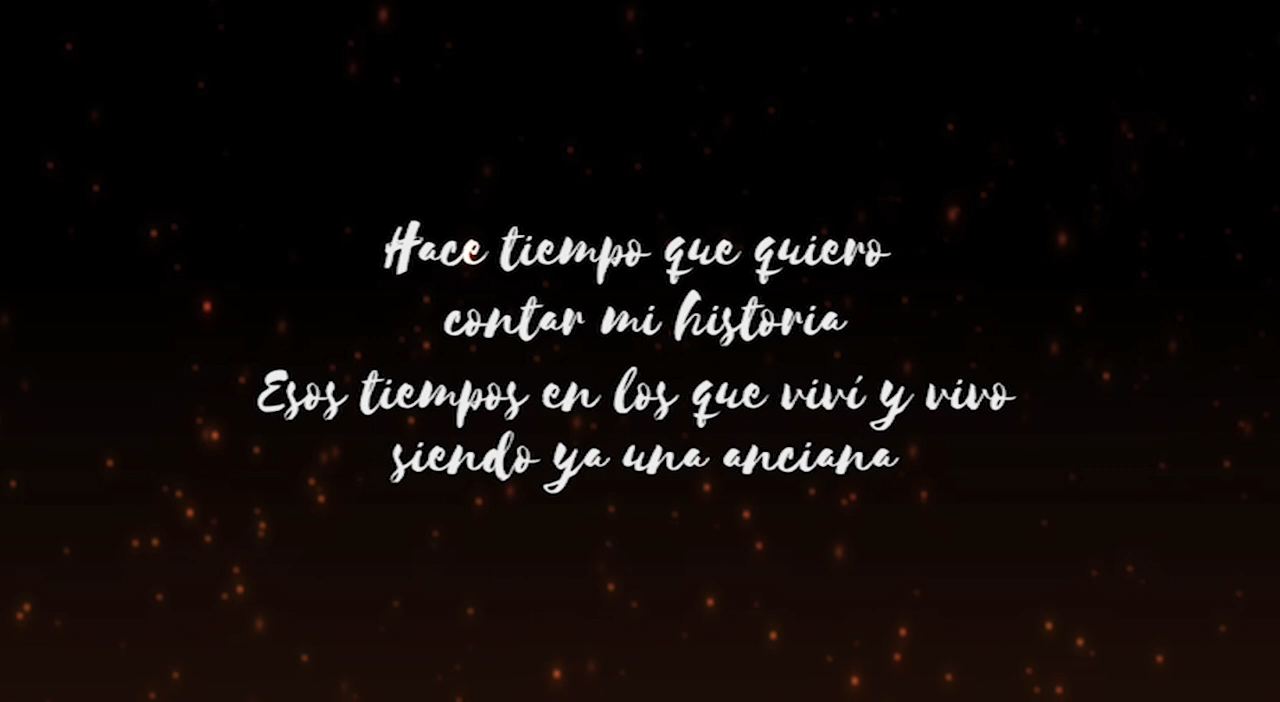 Hace tiempo que quiero
contar mi historia
Esos tiempos en los que viví y vivo
siendo ya una anciana